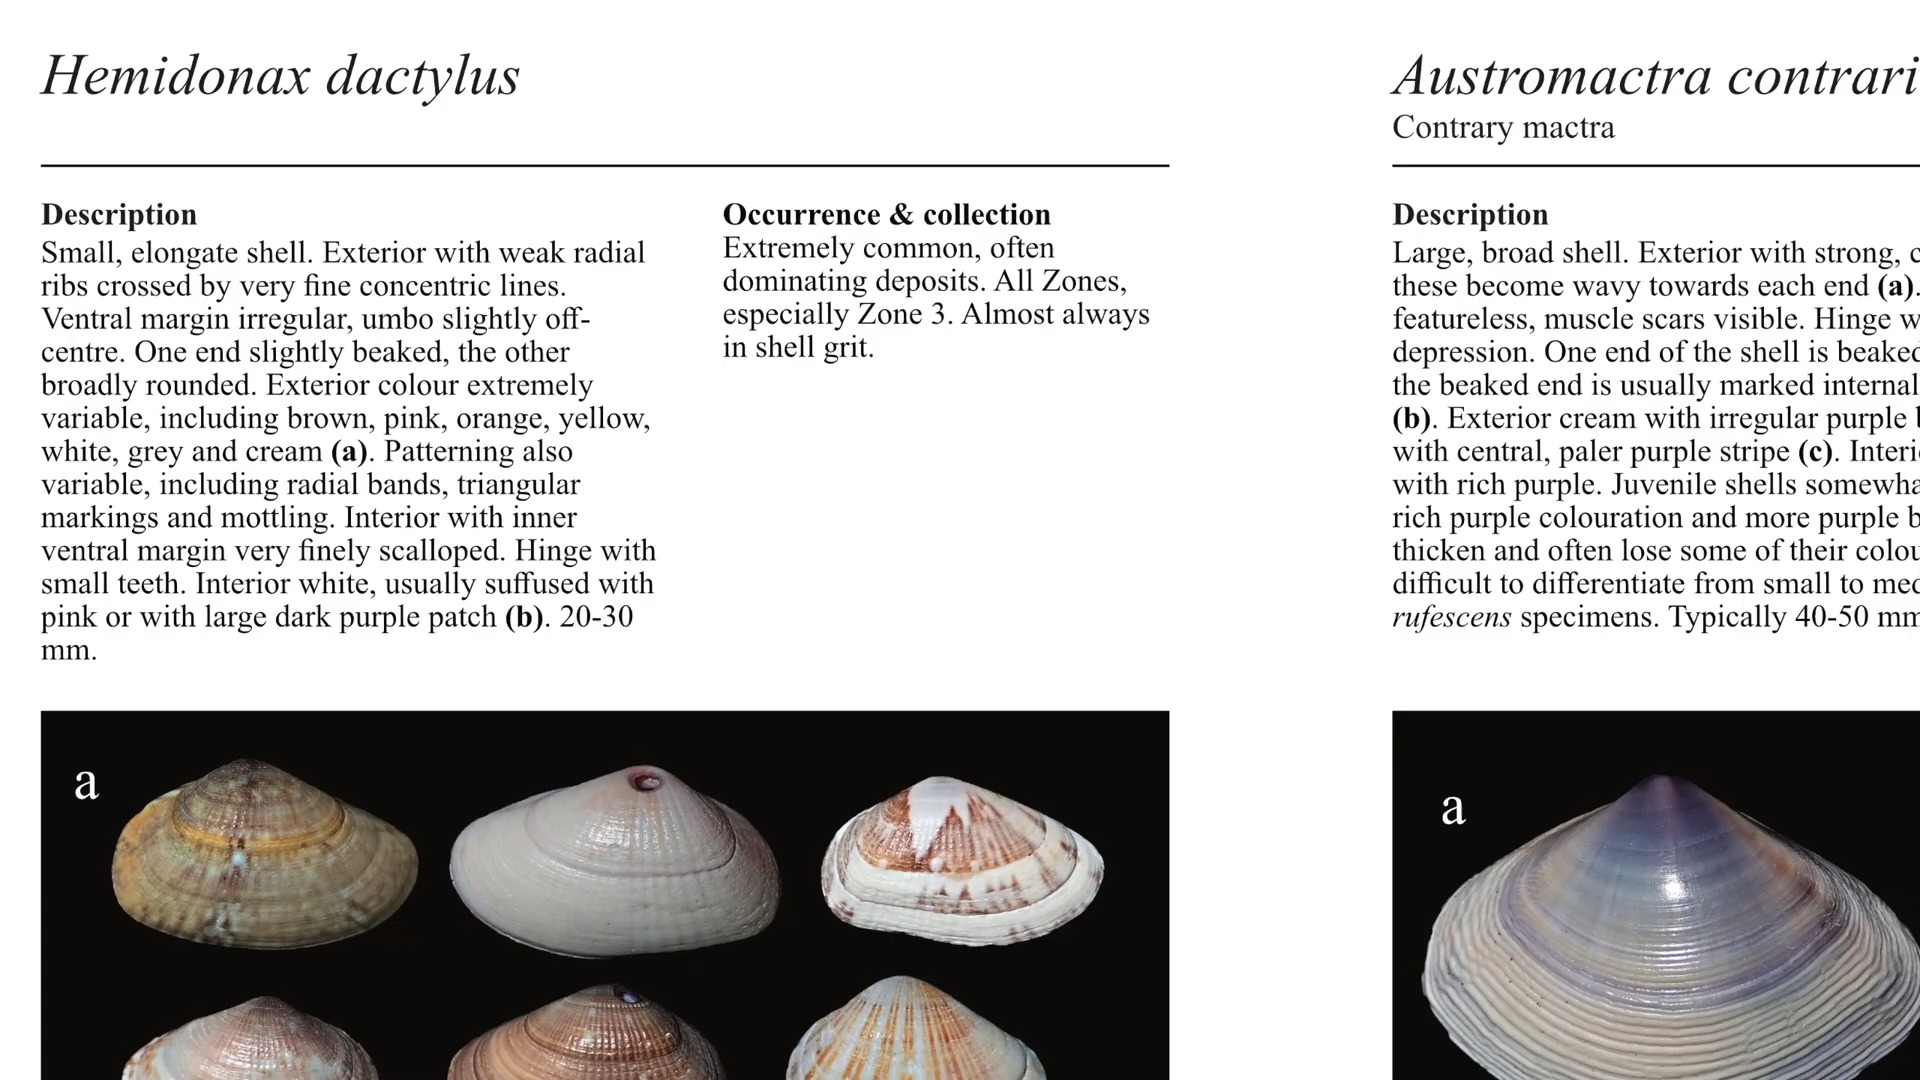 Hemidonax dactylus
Description
Small, elongate shell. Exterior with weak radial
ribs crossed by very fine concentric lines.
Ventral margin irregular, umbo slightly off-
centre. One end slightly beaked, the other
broadly rounded. Exterior colour extremely
variable, including brown, pink, orange, yellow,
white, grey and cream (a). Patterning also
variable, including radial bands, triangular
markings and mottling. Interior with inner
ventral margin very finely scalloped. Hinge with
small teeth. Interior white, usually suffused with
pink or with large dark purple patch (b). 20-30
mm.
Occurrence & collection
Extremely common, often
dominating deposits. All Zones,
especially Zone 3. Almost always
in shell grit.
a
Austromactra contrari
Contrary mactra
Description
Large, broad shell. Exterior with strong,
these become wavy towards each end (a).
featureless, muscle scars visible. Hinge
depression. One end of the shell is beaked
the beaked end is usually marked internal
(b). Exterior cream with irregular purple
with central, paler purple stripe (c).
with rich purple. Juvenile shells
rich purple colouration and more purple
thicken and often lose some of their
difficult to differentiate from small to
rufescens specimens. Typically 40-50 mm
a